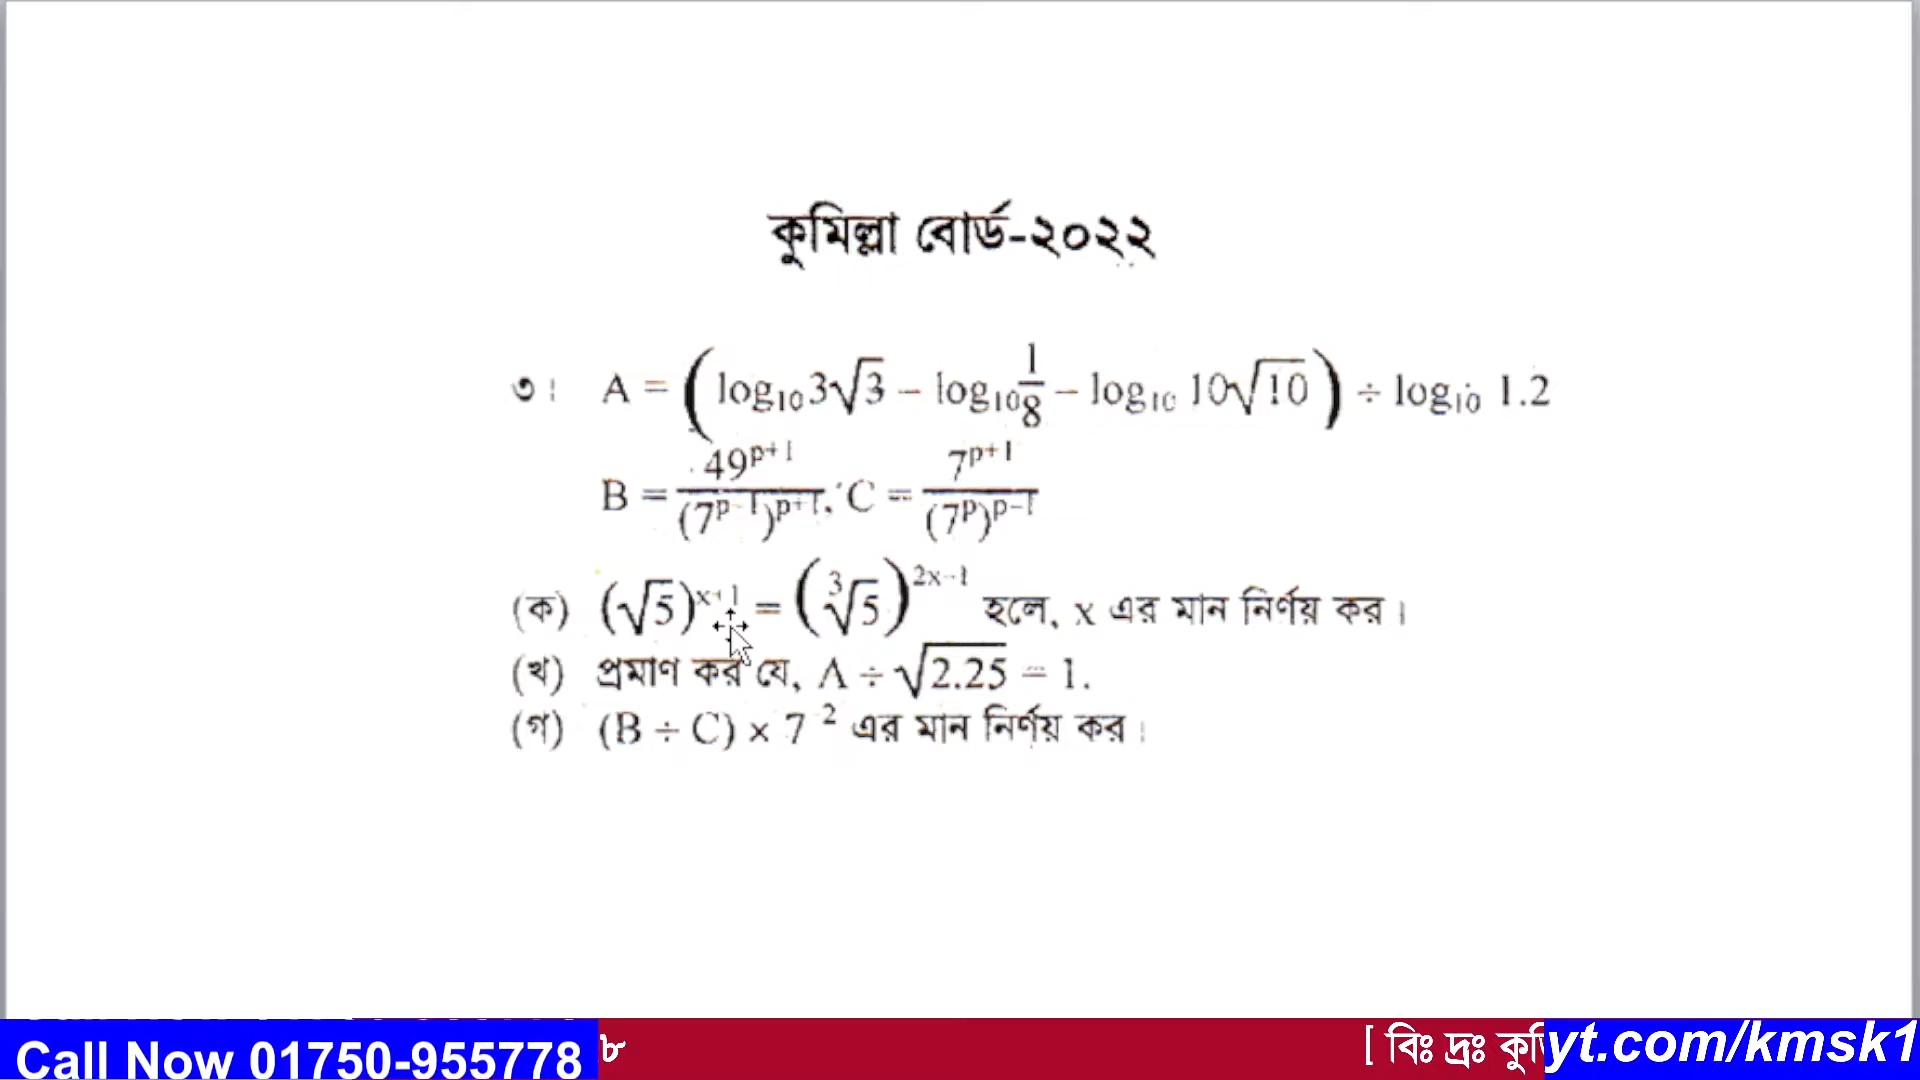 কুমিল্লা বোর্ড-২০২২
৩। A = (log₁₀3√3 − log₁₀ 1/8 − log₁₀ 10√10) ÷ log₁₀ 1.2
B = 49^(p+1)/(7^(p−1))^(p+1), C = 7^(p+1)/(7^p)^(p−1)
(ক) (√5)^(x+1) = (∛5)^(2x−1) হলে, x এর মান নির্ণয় কর।
(খ) প্রমাণ কর যে, A ÷ √2.25 = 1.
(গ) (B ÷ C) × 7 ² এর মান নির্ণয় কর।
Call Now 01750-955778 ৮ [ বিঃ দ্রঃ yt.com/kmsk1